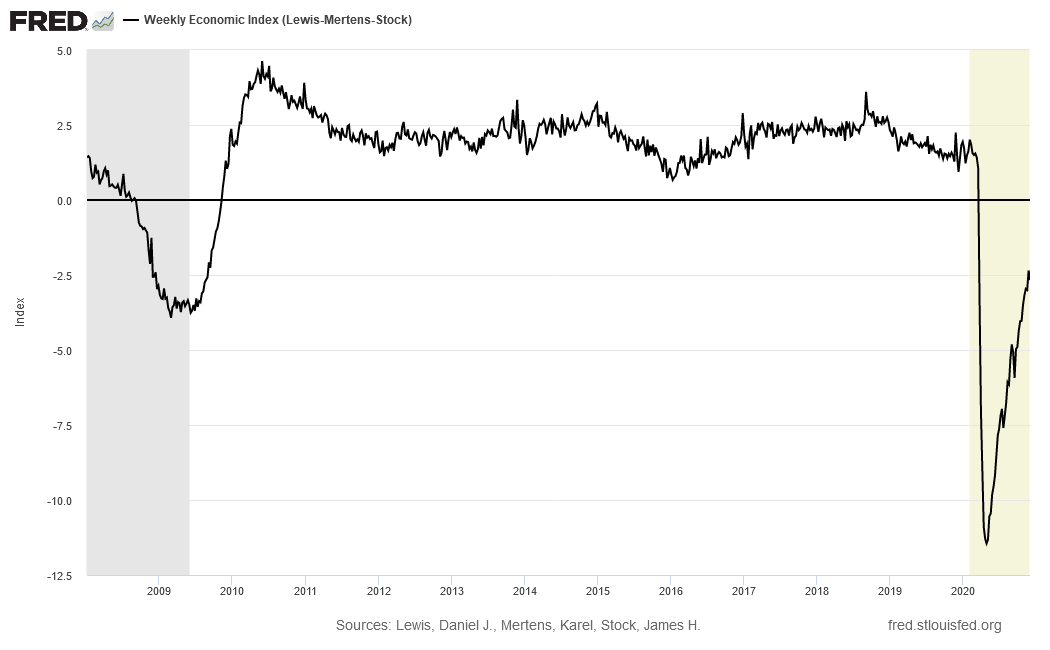 FRED Weekly Economic Index (Lewis-Mertens-Stock)
5.0
2.5
0.0
-2.5
-5.0
-7.5
-10.0
-12.5
Index
2009 2010 2011 2012 2013 2014 2015 2016 2017 2018 2019 2020
Sources: Lewis, Daniel J., Mertens, Karel, Stock, James H. fred.stlouisfed.org